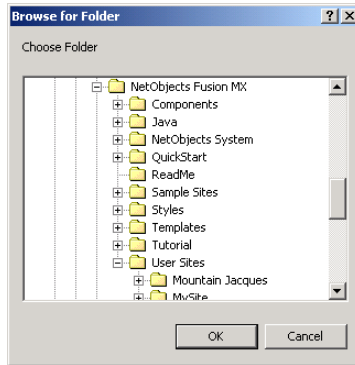 Browse for Folder
Choose Folder
NetObjects Fusion MX
Components
Java
NetObjects System
QuickStart
ReadMe
Sample Sites
Styles
Templates
Tutorial
User Sites
Mountain Jacques
MySite
OK Cancel